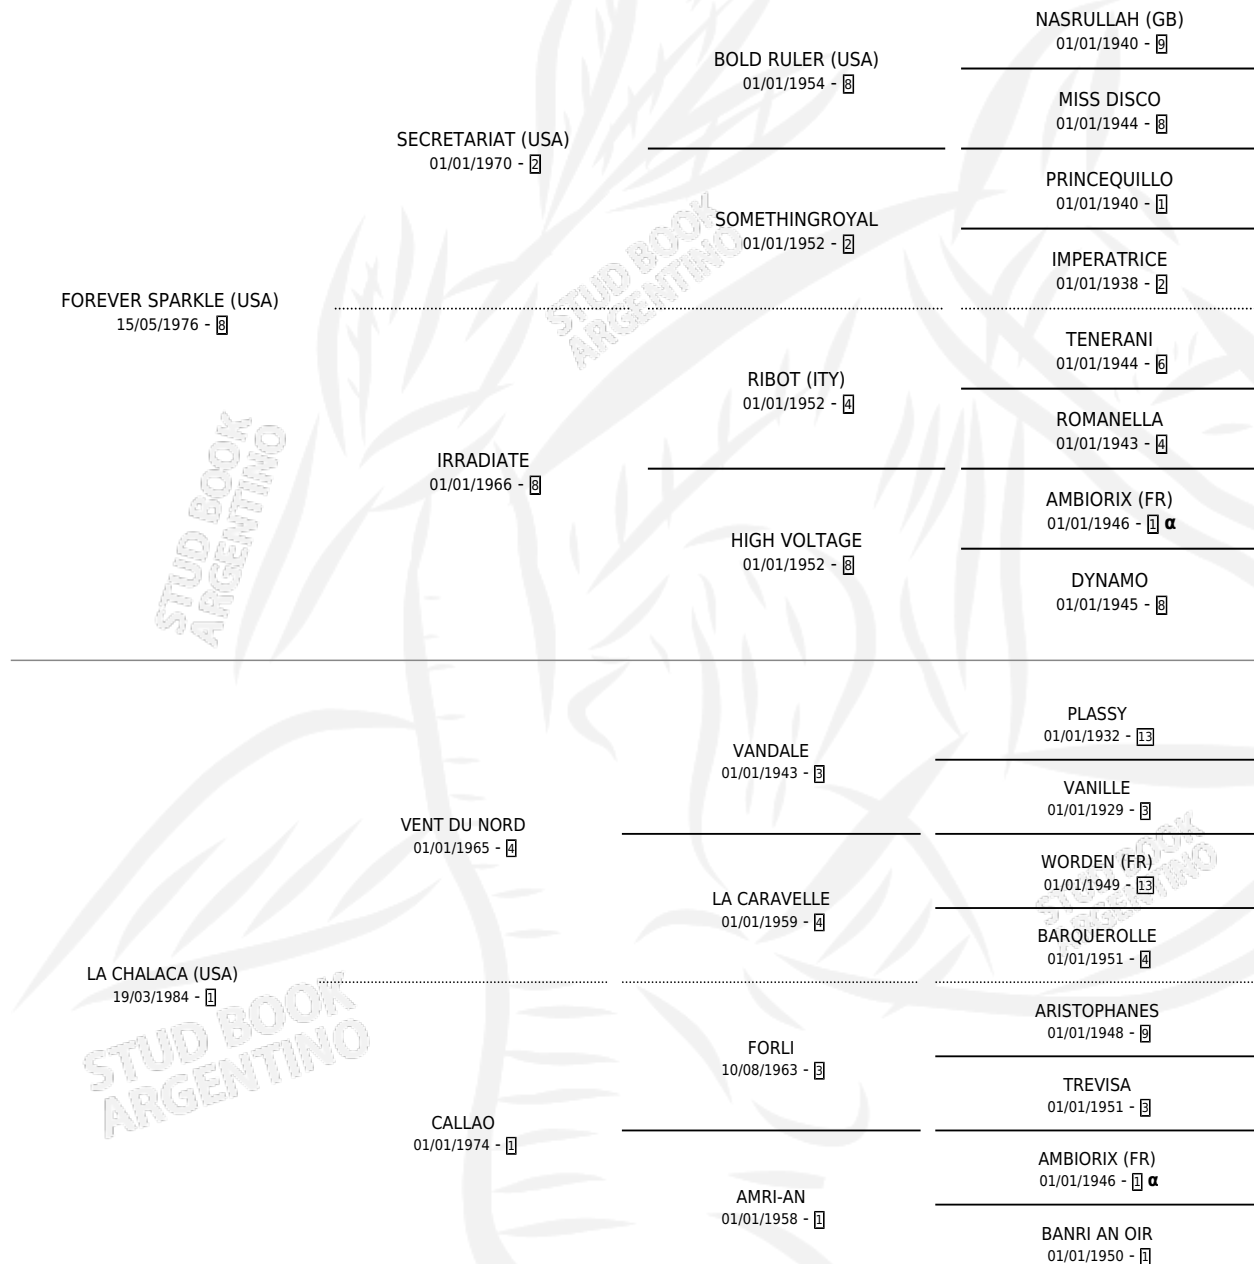 NASRULLAH (GB)
01/01/1940 - 9
BOLD RULER (USA)
01/01/1954 - 8
MISS DISCO
01/01/1944 - 8
SECRETARIAT (USA)
01/01/1970 - 2
PRINCEQUILLO
01/01/1940 - 1
SOMETHINGROYAL
01/01/1952 - 2
IMPERATRICE
01/01/1938 - 2
FOREVER SPARKLE (USA)
15/05/1976 - 8
TENERANI
01/01/1944 - 6
RIBOT (ITY)
01/01/1952 - 4
ROMANELLA
01/01/1943 - 4
IRRADIATE
01/01/1966 - 8
AMBIORIX (FR)
01/01/1946 - 1 α
HIGH VOLTAGE
01/01/1952 - 8
DYNAMO
01/01/1945 - 8
PLASSY
01/01/1932 - 13
VANDALE
01/01/1943 - 3
VANILLE
01/01/1929 - 3
VENT DU NORD
01/01/1965 - 4
WORDEN (FR)
01/01/1949 - 13
LA CARAVELLE
01/01/1959 - 4
BARQUEROLLE
01/01/1951 - 4
LA CHALACA (USA)
19/03/1984 - 1
ARISTOPHANES
01/01/1948 - 9
FORLI
10/08/1963 - 3
TREVISA
01/01/1951 - 3
CALLAO
01/01/1974 - 1
AMBIORIX (FR)
01/01/1946 - 1 α
AMRI-AN
01/01/1958 - 1
BANRI AN OIR
01/01/1950 - 1
STUD BOOK
ARGENTINO
STUD BOOK
ARGENTINO
STUD BOOK
ARGENTINO
STUD BOOK
ARGENTINO